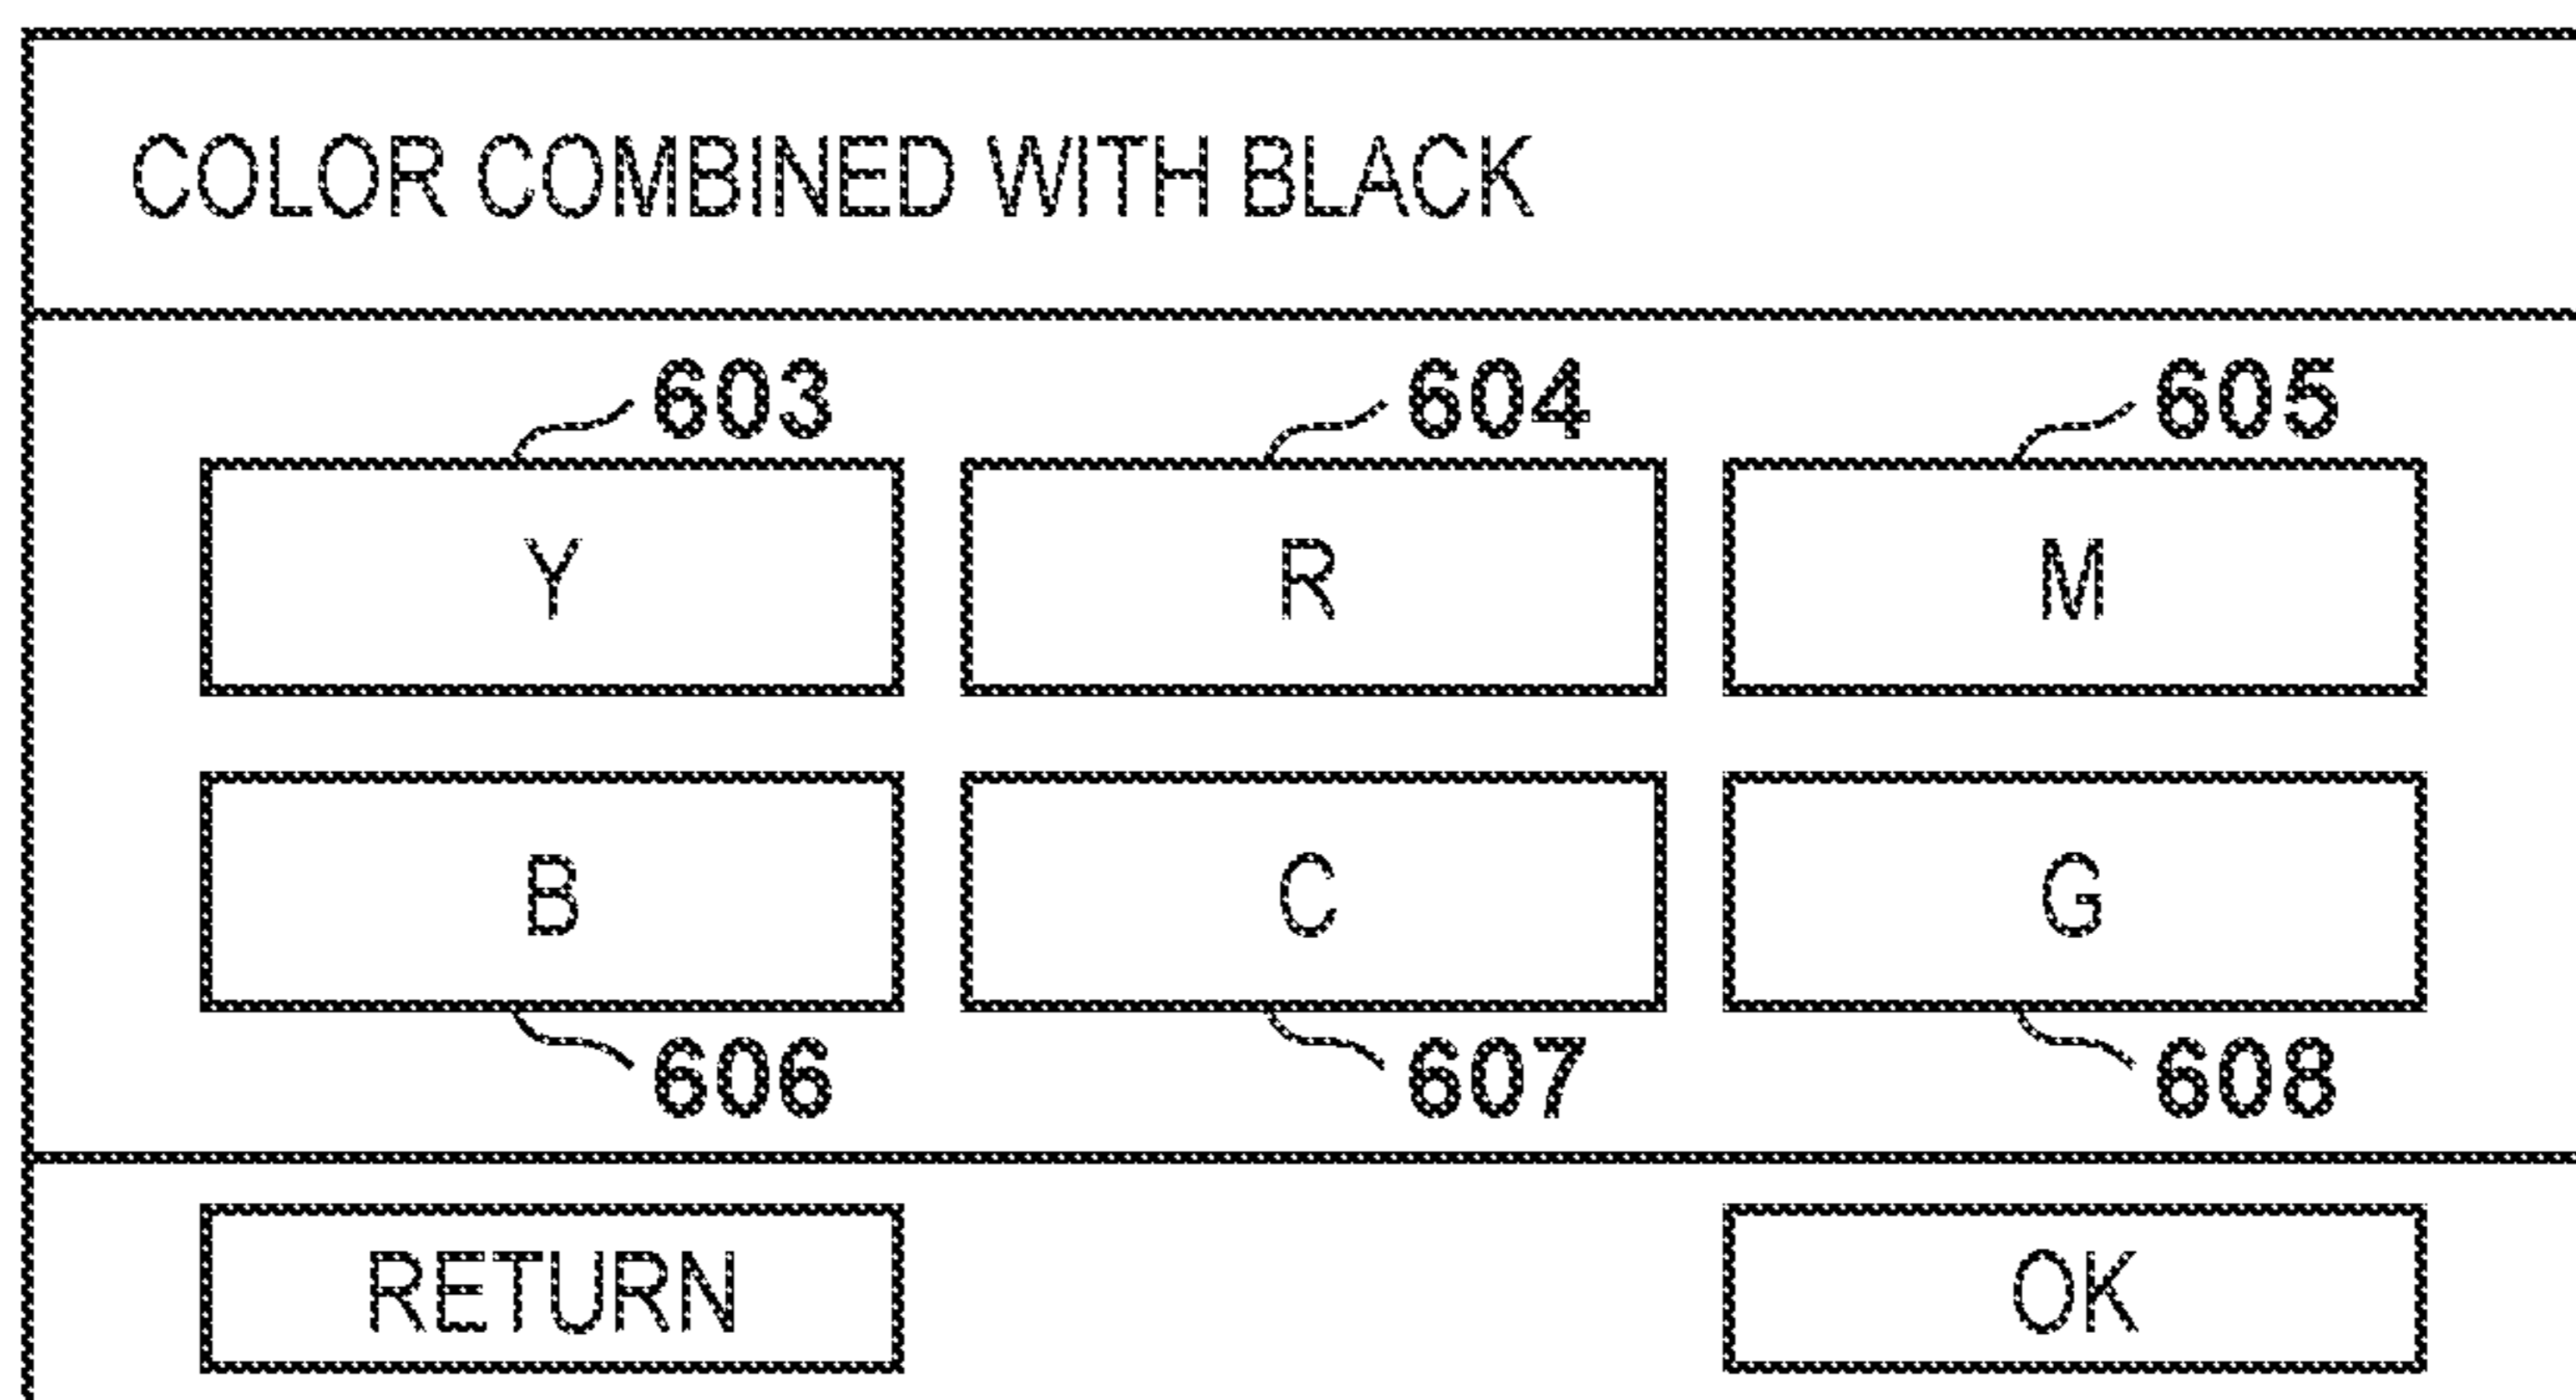 COLOR COMBINED WITH BLACK
603 604 605
Y R M
B C G
606 607 608
RETURN OK